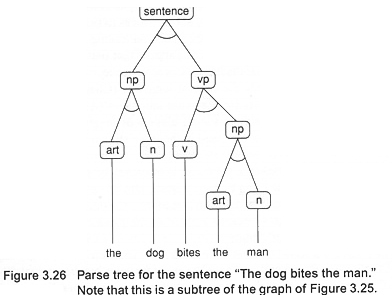 sentence
np vp
np
art n v
art n
the dog bites the man
Figure 3.26 Parse tree for the sentence “The dog bites the man.”
Note that this is a subtree of the graph of Figure 3.25.